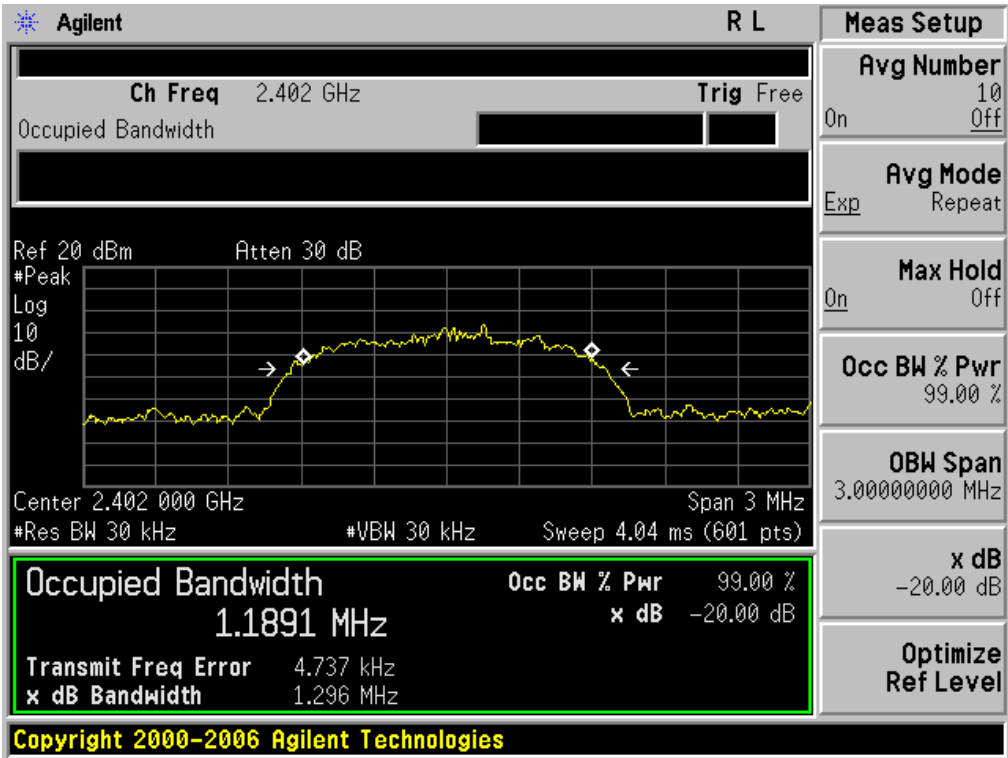 Agilent R L
Ch Freq 2.402 GHz Trig Free
Occupied Bandwidth
Ref 20 dBm Atten 30 dB
#Peak
Log
10
dB/
Center 2.402 000 GHz Span 3 MHz
#Res BW 30 kHz #VBW 30 kHz Sweep 4.04 ms (601 pts)
Occupied Bandwidth Occ BW % Pwr 99.00 %
1.1891 MHz x dB -20.00 dB
Transmit Freq Error 4.737 kHz
x dB Bandwidth 1.296 MHz
Copyright 2000-2006 Agilent Technologies
Meas Setup
Avg Number
10
On Off
Avg Mode
Exp Repeat
Max Hold
On Off
Occ BW % Pwr
99.00 %
OBW Span
3.00000000 MHz
x dB
-20.00 dB
Optimize
Ref Level